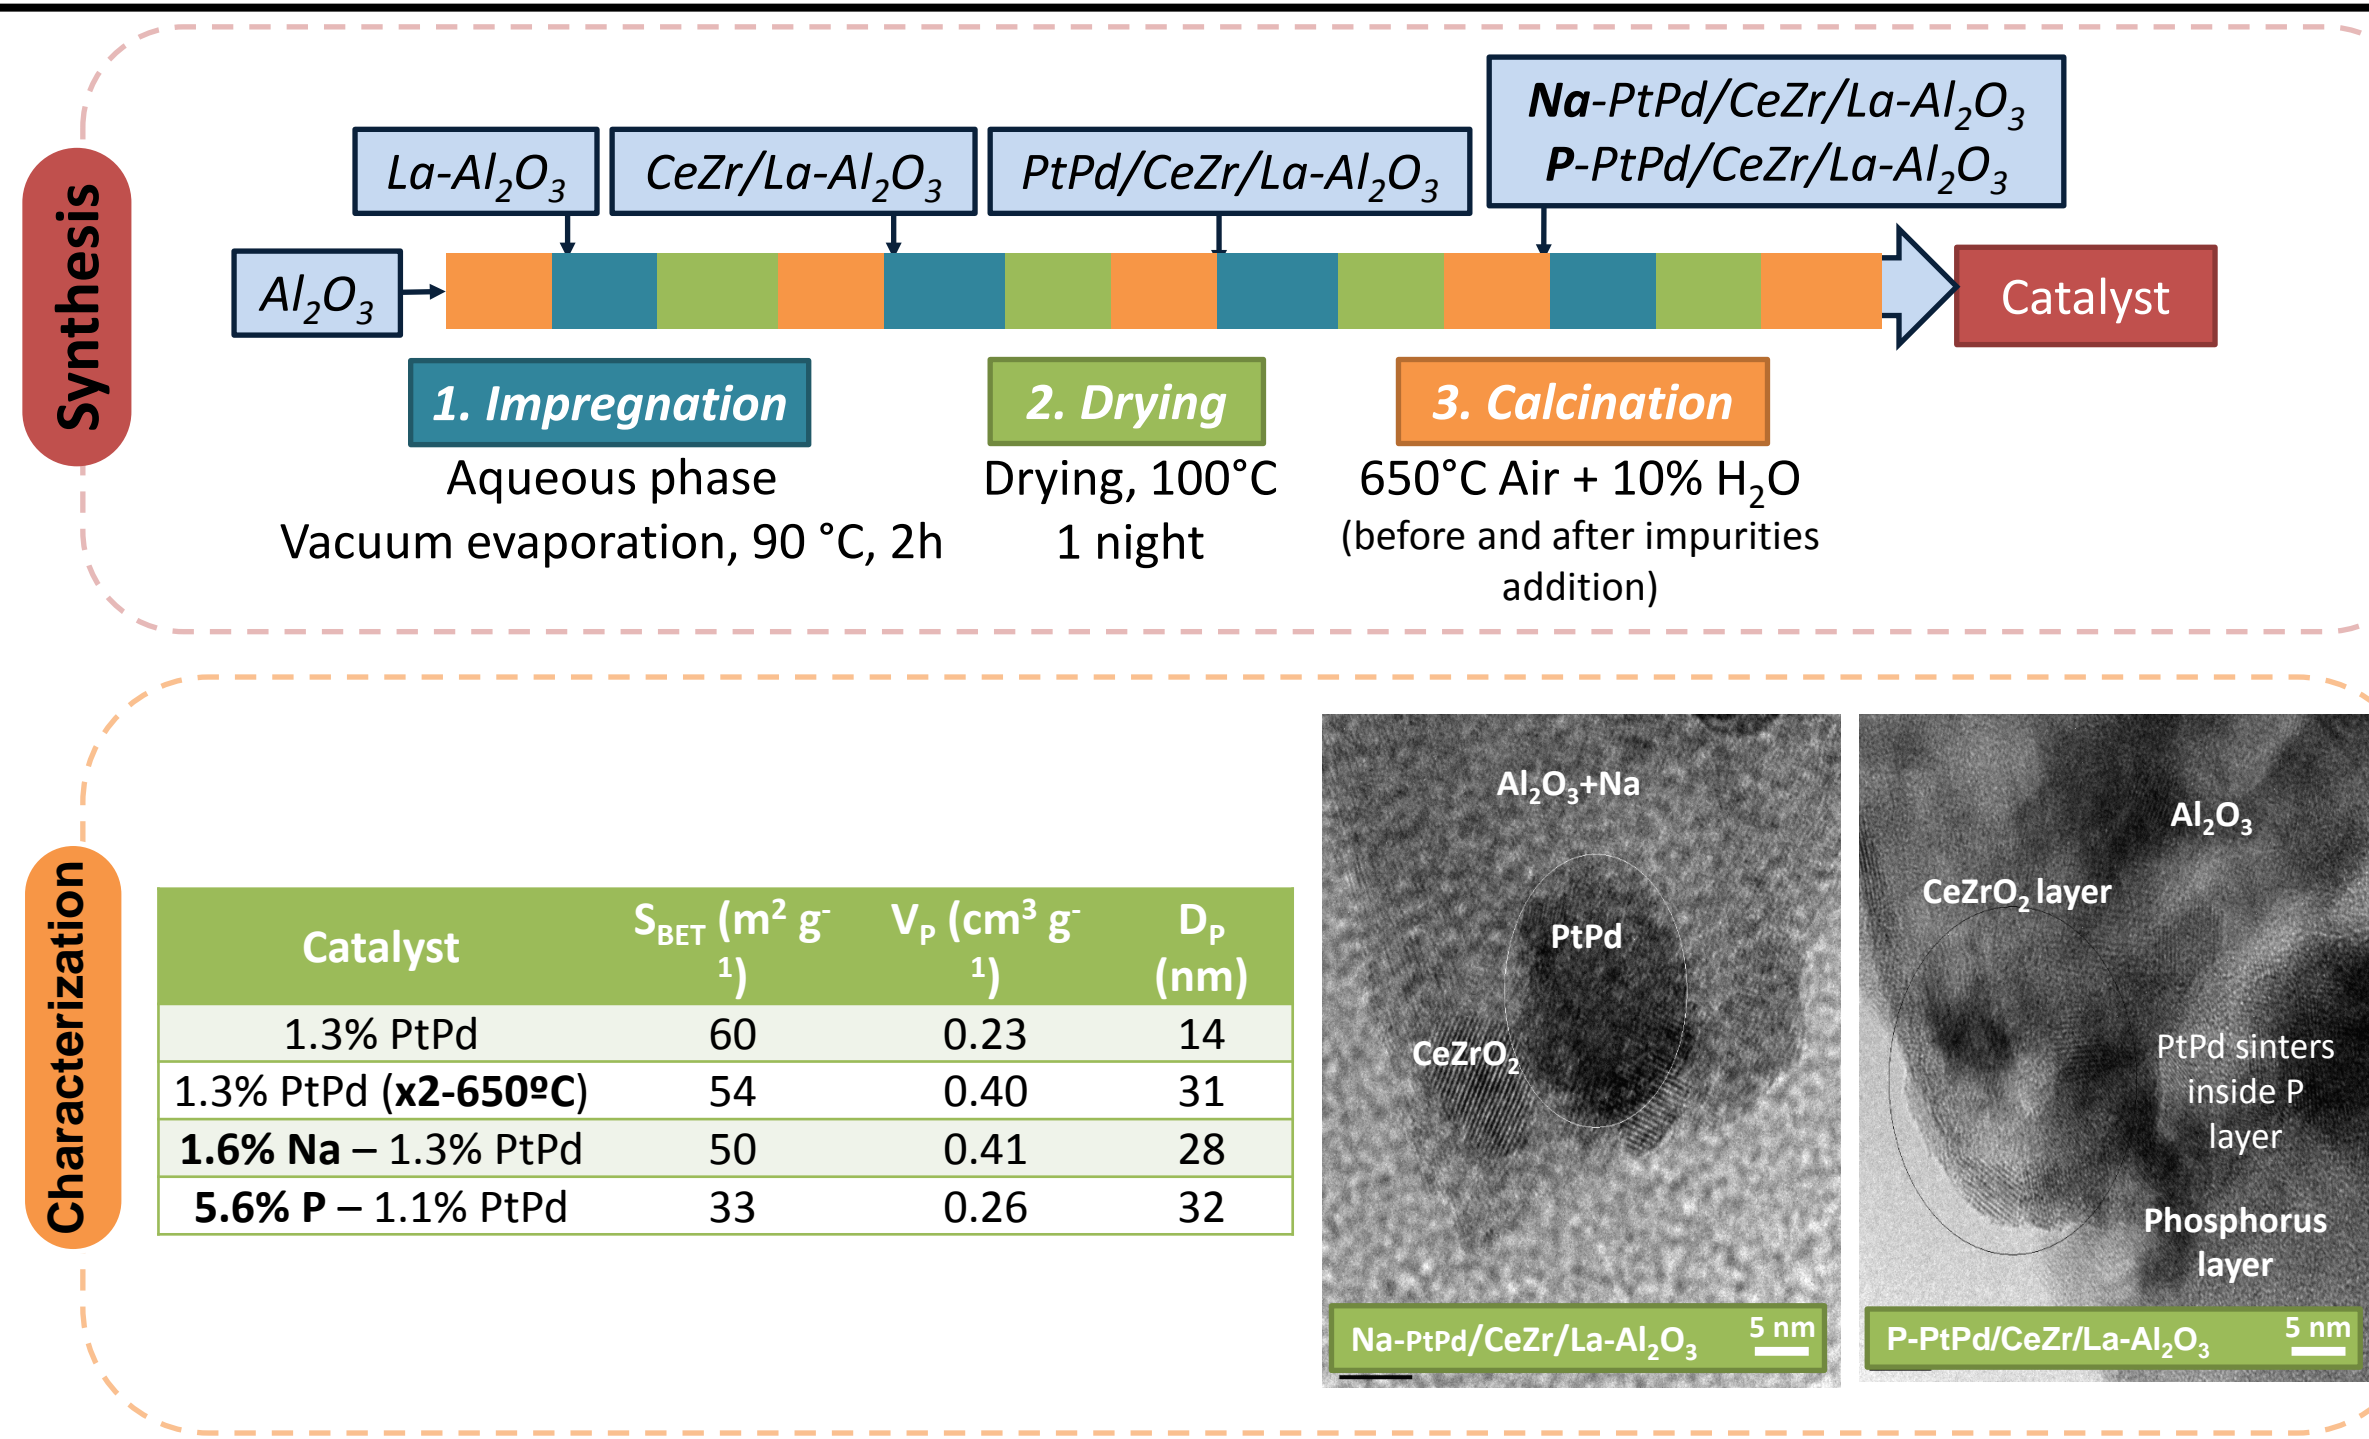 Synthesis
Na-PtPd/CeZr/La-Al₂O₃
P-PtPd/CeZr/La-Al₂O₃
La-Al₂O₃
CeZr/La-Al₂O₃
PtPd/CeZr/La-Al₂O₃
Al₂O₃
Catalyst
1. Impregnation
Aqueous phase
Vacuum evaporation, 90 °C, 2h
2. Drying
Drying, 100°C
1 night
3. Calcination
650°C Air + 10% H₂O
(before and after impurities
addition)
Characterization
Catalyst S_BET (m² g⁻¹) V_P (cm³ g⁻¹) D_P (nm)
1.3% PtPd 60 0.23 14
1.3% PtPd (x2-650ºC) 54 0.40 31
1.6% Na – 1.3% PtPd 50 0.41 28
5.6% P – 1.1% PtPd 33 0.26 32
Al₂O₃+Na
PtPd
CeZrO₂
Na-PtPd/CeZr/La-Al₂O₃
5 nm
Al₂O₃
CeZrO₂ layer
PtPd sinters
inside P
layer
Phosphorus
layer
P-PtPd/CeZr/La-Al₂O₃
5 nm